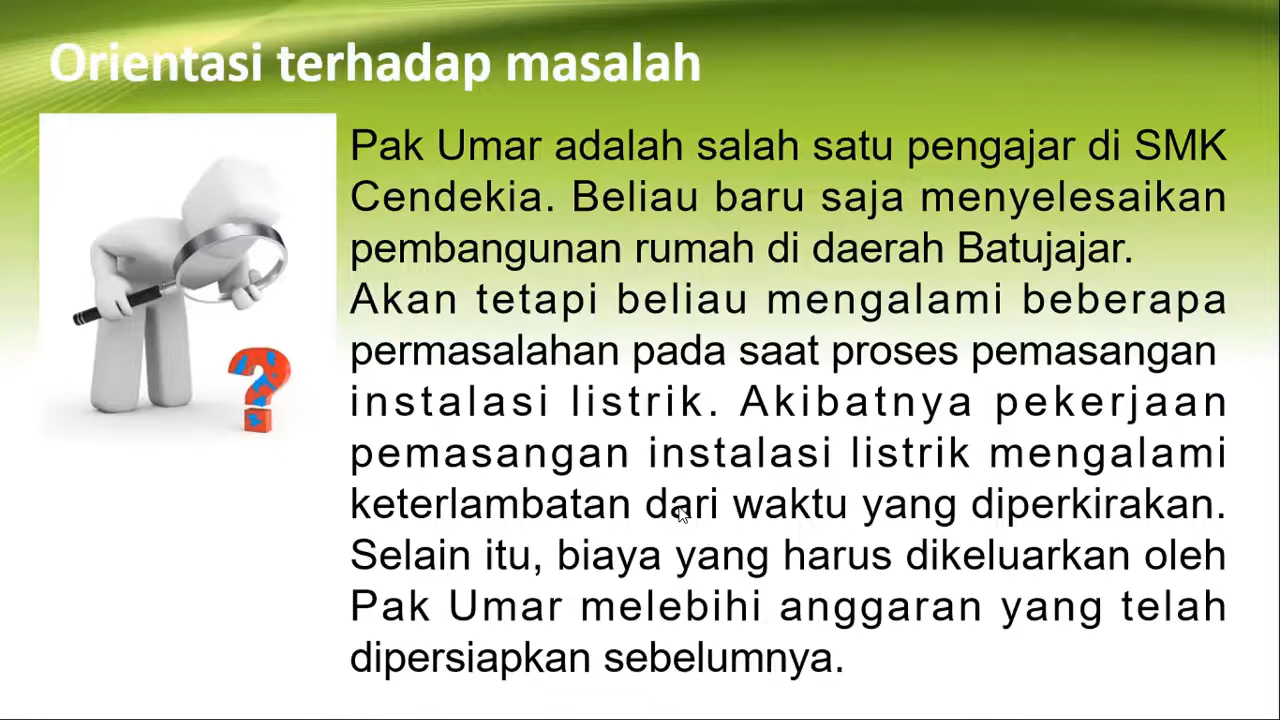 Orientasi terhadap masalah
Pak Umar adalah salah satu pengajar di SMK
Cendekia. Beliau baru saja menyelesaikan
pembangunan rumah di daerah Batujajar.
Akan tetapi beliau mengalami beberapa
permasalahan pada saat proses pemasangan
instalasi listrik. Akibatnya pekerjaan
pemasangan instalasi listrik mengalami
keterlambatan dari waktu yang diperkirakan.
Selain itu, biaya yang harus dikeluarkan oleh
Pak Umar melebihi anggaran yang telah
dipersiapkan sebelumnya.